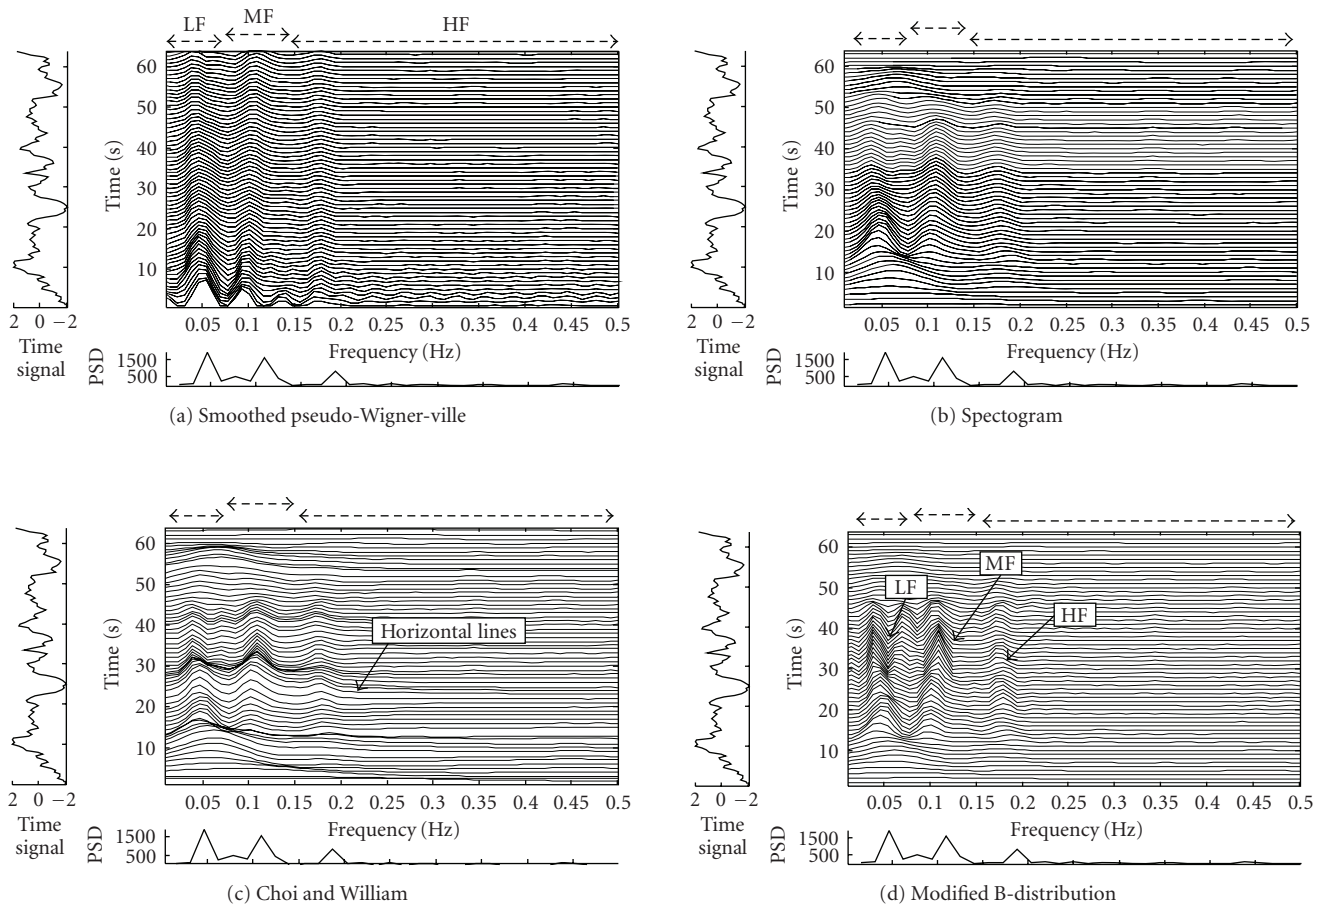 LF MF HF
60
50
40
30
20
10
Time (s)
2 0 −2
Time
signal
0.05 0.1 0.15 0.2 0.25 0.3 0.35 0.4 0.45 0.5
Frequency (Hz)
PSD
1500
500
(a) Smoothed pseudo-Wigner-ville
60
50
40
30
20
10
Time (s)
2 0 −2
Time
signal
0.05 0.1 0.15 0.2 0.25 0.3 0.35 0.4 0.45 0.5
Frequency (Hz)
PSD
1500
500
(b) Spectogram
60
50
40
30
20
10
Time (s)
Horizontal lines
2 0 −2
Time
signal
0.05 0.1 0.15 0.2 0.25 0.3 0.35 0.4 0.45 0.5
Frequency (Hz)
PSD
1500
500
(c) Choi and William
60
50
40
30
20
10
Time (s)
MF
LF
HF
2 0 −2
Time
signal
0.05 0.1 0.15 0.2 0.25 0.3 0.35 0.4 0.45 0.5
Frequency (Hz)
PSD
1500
500
(d) Modified B-distribution